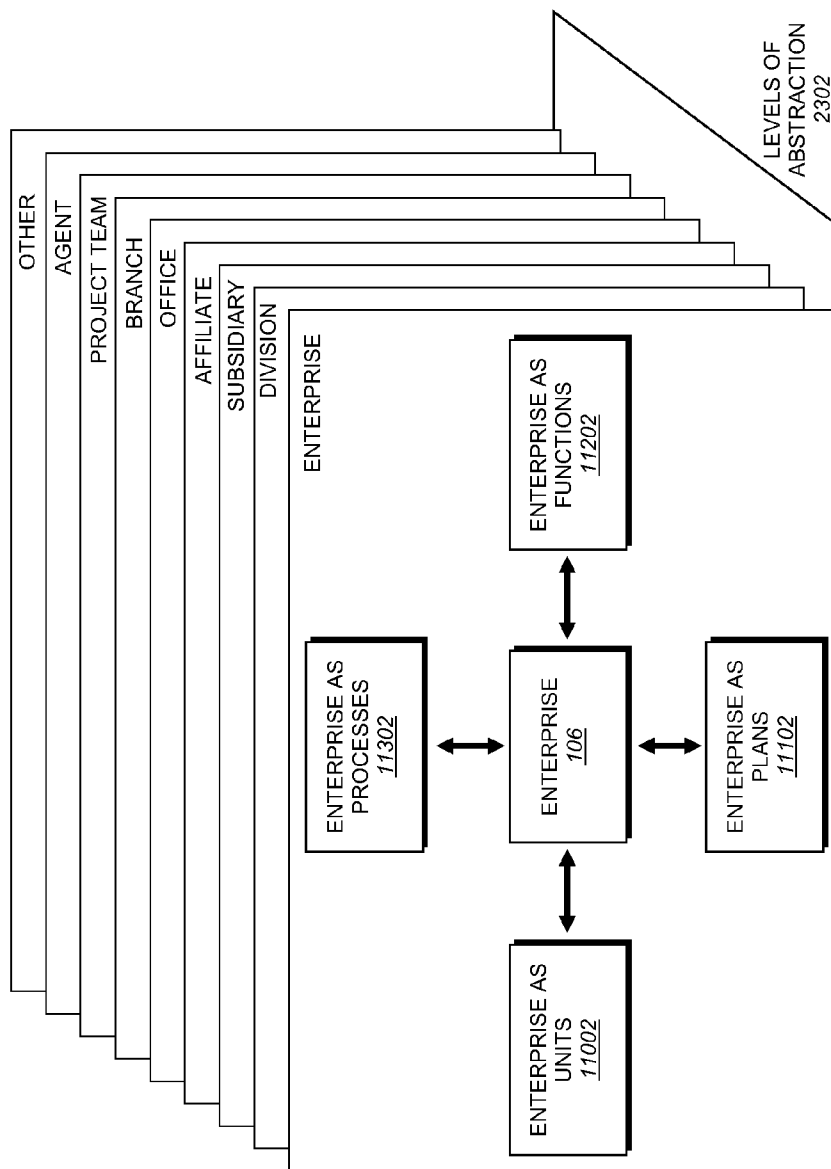 OTHER
AGENT
PROJECT TEAM
BRANCH
OFFICE
AFFILIATE
SUBSIDIARY
DIVISION
ENTERPRISE
ENTERPRISE AS
PROCESSES
11302
ENTERPRISE AS
UNITS
11002
ENTERPRISE
106
ENTERPRISE AS
FUNCTIONS
11202
ENTERPRISE AS
PLANS
11102
LEVELS OF
ABSTRACTION
2302